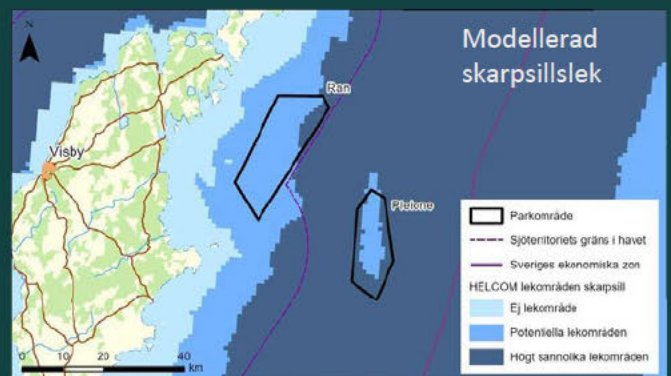 Modellerad
skarpsillslek
N
Ran
Visby
Pleione
0 10 20 40
km
Parkområde
Sjöterritoriets gräns i havet
Sveriges ekonomiska zon
HELCOM lekområden skarpsill
Ej lekområde
Potentiella lekområden
Högt sannolika lekområden